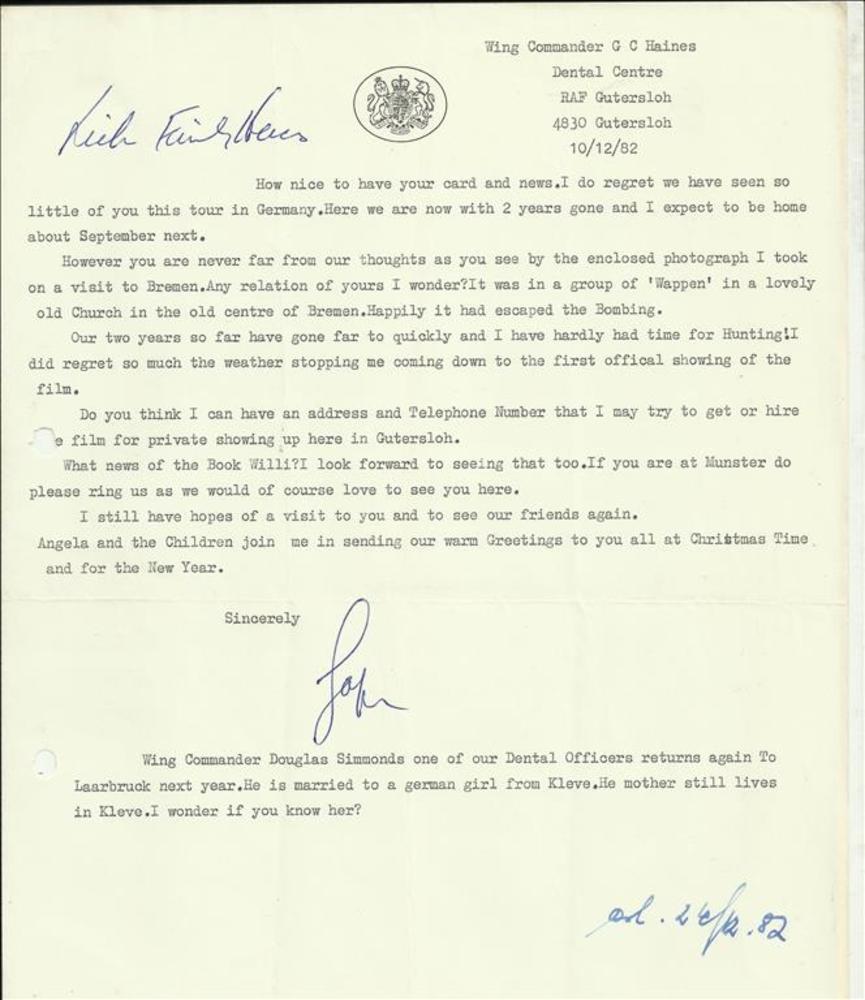 Wing Commander G C Haines
Dental Centre
RAF Gutersloh
4830 Gutersloh
10/12/82
How nice to have your card and news.I do regret we have seen so
little of you this tour in Germany.Here we are now with 2 years gone and I expect to be home
about September next.
However you are never far from our thoughts as you see by the enclosed photograph I took
on a visit to Bremen.Any relation of yours I wonder?It was in a group of 'Wappen' in a lovely
old Church in the old centre of Bremen.Happily it had escaped the Bombing.
Our two years so far have gone far to quickly and I have hardly had time for Hunting!I
did regret so much the weather stopping me coming down to the first offical showing of the
film.
Do you think I can have an address and Telephone Number that I may try to get or hire
e film for private showing up here in Gutersloh.
What news of the Book Willi?I look forward to seeing that too.If you are at Munster do
please ring us as we would of course love to see you here.
I still have hopes of a visit to you and to see our friends again.
Angela and the Children join me in sending our warm Greetings to you all at Christmas Time
and for the New Year.
Sincerely
Wing Commander Douglas Simmonds one of our Dental Officers returns again To
Laarbruck next year.He is married to a german girl from Kleve.He mother still lives
in Kleve.I wonder if you know her?
24/12.82